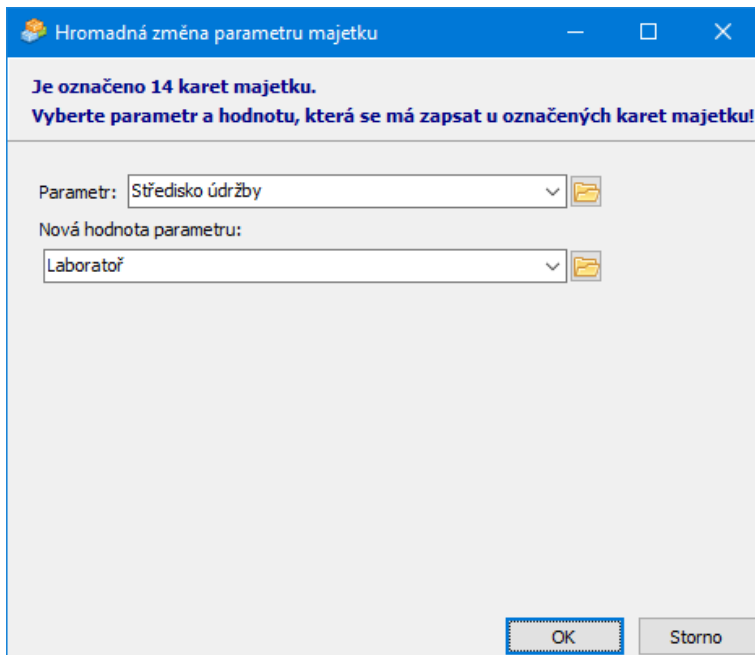 Hromadná změna parametru majetku
Je označeno 14 karet majetku.
Vyberte parametr a hodnotu, která se má zapsat u označených karet majetku!
Parametr: Středisko údržby
Nová hodnota parametru:
Laboratoř
OK Storno